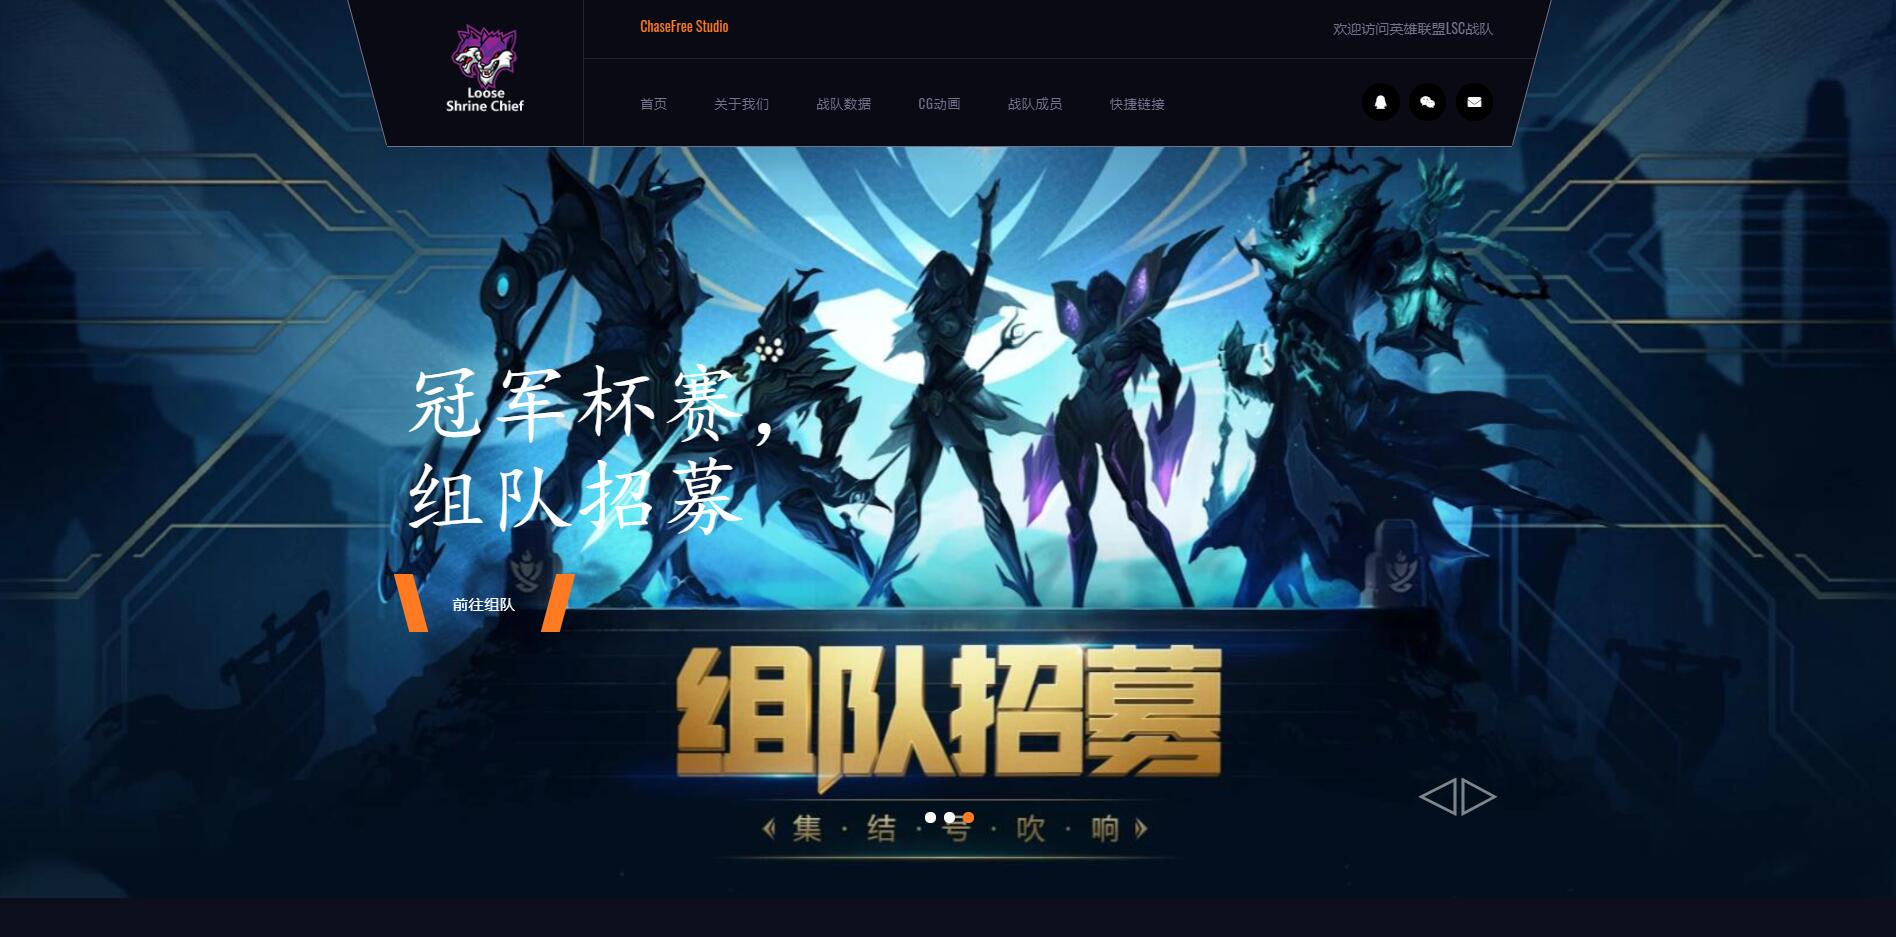 Loose
Shrine Chief
ChaseFree Studio
欢迎访问英雄联盟LSC战队
首页 关于我们 战队数据 CG动画 战队成员 快捷链接
冠军杯赛，
组队招募
前往组队
组队招募
集·结·号·吹·响